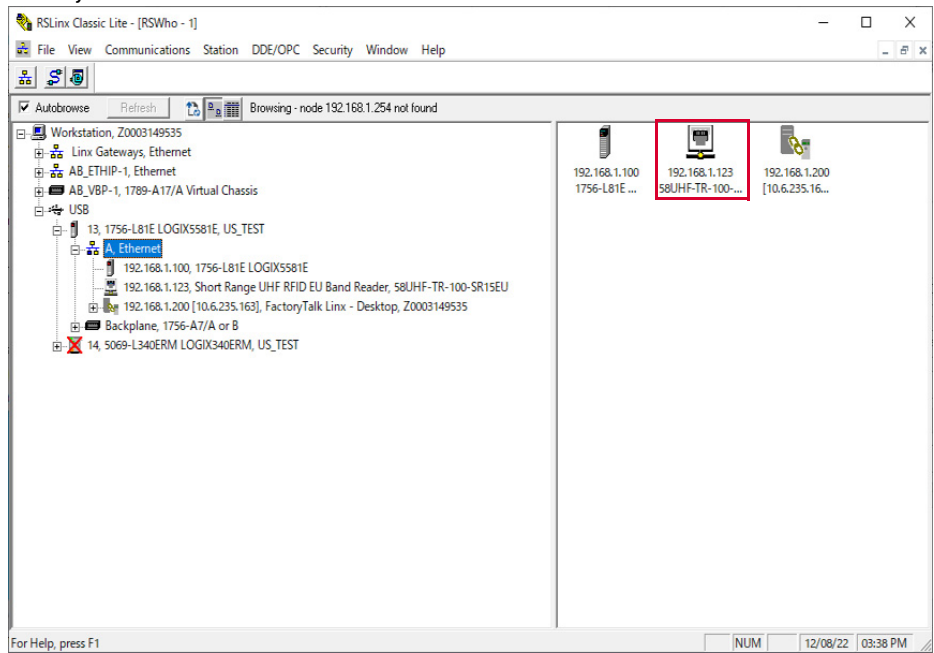 RSLinx Classic Lite - [RSWho - 1]
File View Communications Station DDE/OPC Security Window Help
Autobrowse Refresh Browsing - node 192.168.1.254 not found
Workstation, Z0003149535
Linx Gateways, Ethernet
AB_ETHIP-1, Ethernet
AB_VBP-1, 1789-A17/A Virtual Chassis
USB
13, 1756-L81E LOGIX5581E, US_TEST
A, Ethernet
192.168.1.100, 1756-L81E LOGIX5581E
192.168.1.123, Short Range UHF RFID EU Band Reader, 58UHF-TR-100-SR15EU
192.168.1.200 [10.6.235.163], FactoryTalk Linx - Desktop, Z0003149535
Backplane, 1756-A7/A or B
14, 5069-L340ERM LOGIX340ERM, US_TEST
192.168.1.100 192.168.1.123 192.168.1.200
1756-L81E ... 58UHF-TR-100-... [10.6.235.16...
For Help, press F1 NUM 12/08/22 03:38 PM